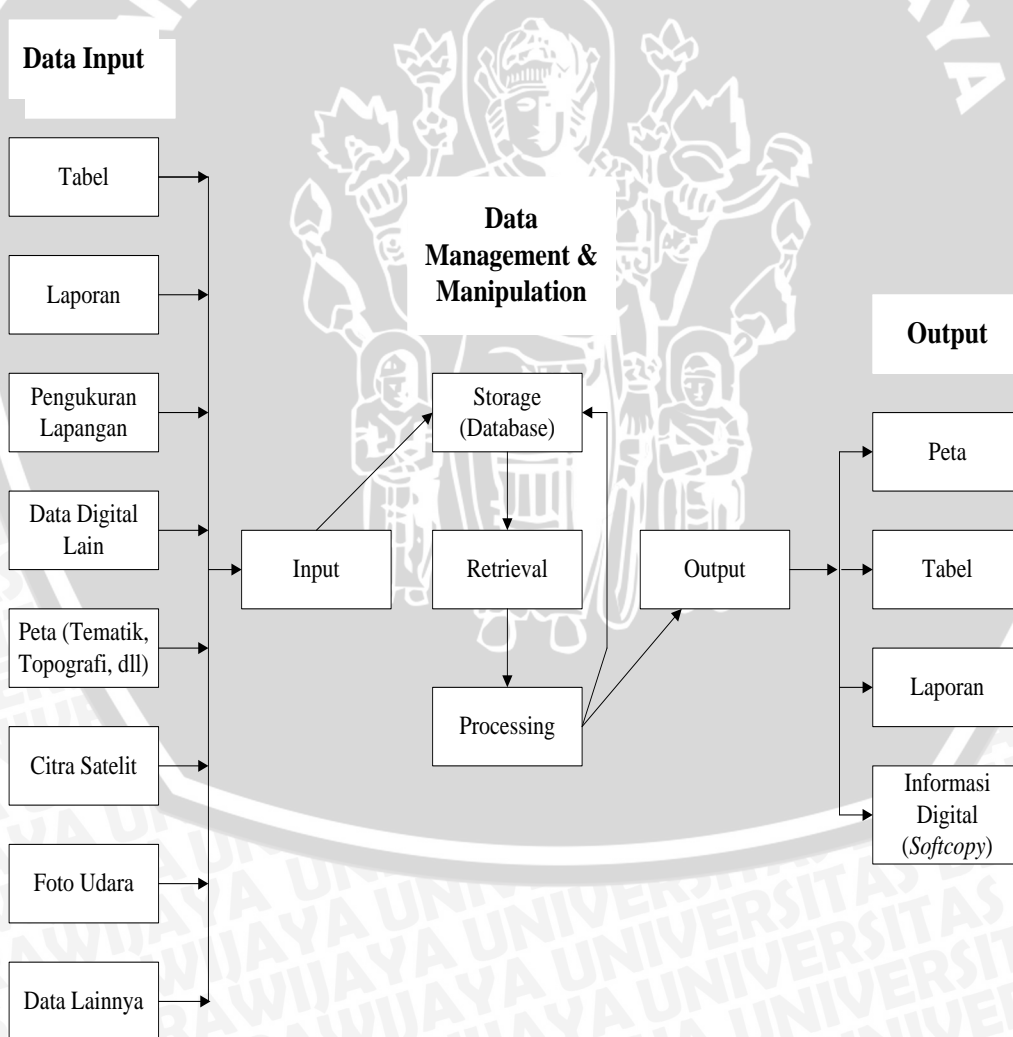 Data Input
Tabel
Laporan
Pengukuran
Lapangan
Data Digital
Lain
Peta (Tematik,
Topografi, dll)
Citra Satelit
Foto Udara
Data Lainnya
Input
Data
Management &
Manipulation
Storage
(Database)
Retrieval
Processing
Output
Output
Peta
Tabel
Laporan
Informasi
Digital
(Softcopy)